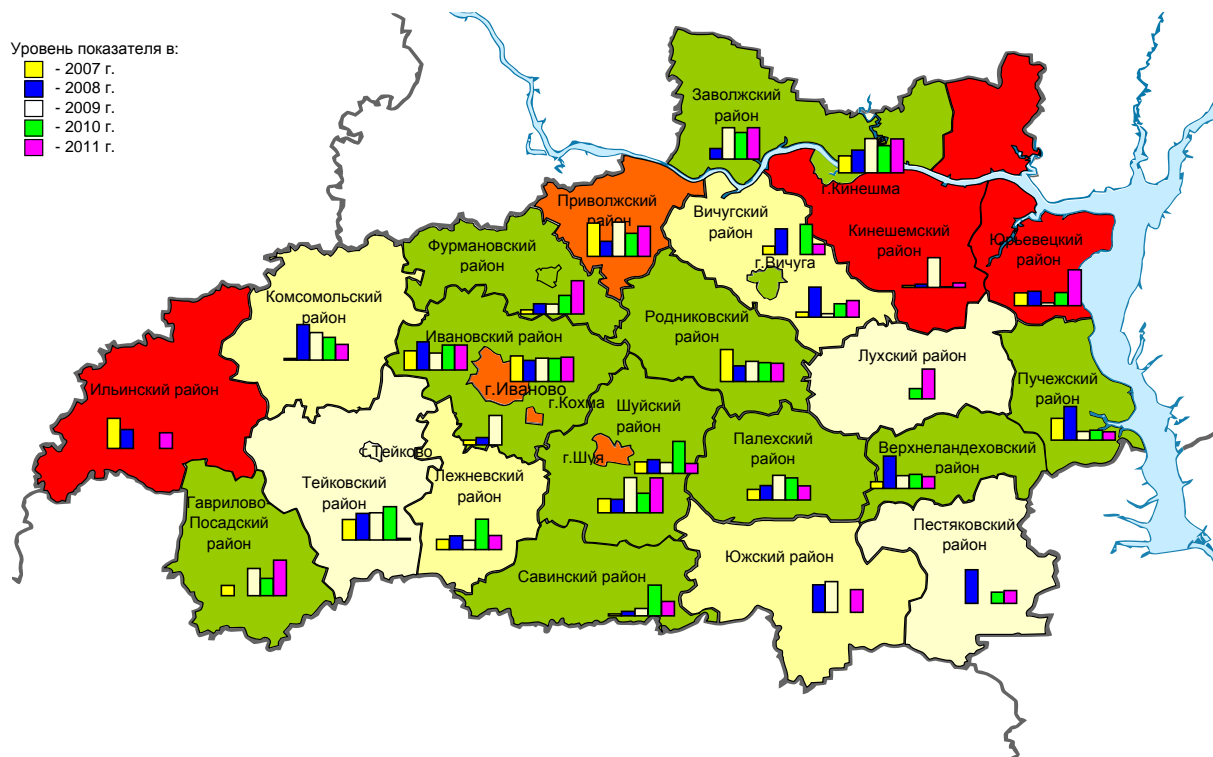 Уровень показателя в:
- 2007 г.
- 2008 г.
- 2009 г.
- 2010 г.
- 2011 г.
Заволжский
район
г.Кинешма
Приволжский
район
Вичугский
район
г.Вичуга
Кинешемский
район
Юрьевецкий
район
Фурмановский
район
Комсомольский
район
Ивановский район
г.Иваново
г.Кохма
Родниковский
район
Лухский район
Пучежский
район
Ильинский район
Шуйский
район
г.Шуя
Палехский
район
Верхнеландеховский
район
г.Тейково
Тейковский
район
Лежневский
район
Гаврилово-
Посадский
район
Савинский район
Южский район
Пестяковский
район